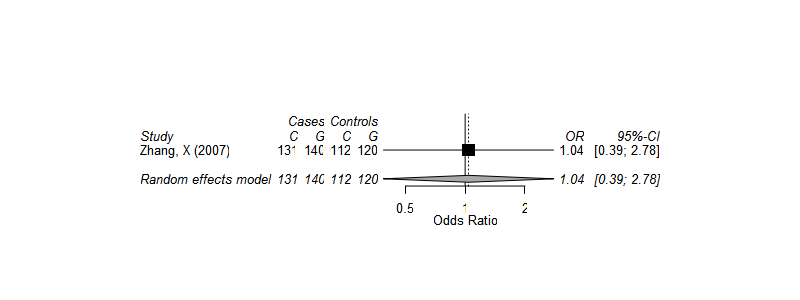 Cases Controls
Study C G C G OR 95%-CI
Zhang, X (2007) 131 140 112 120 1.04 [0.39; 2.78]
Random effects model 131 140 112 120 1.04 [0.39; 2.78]
0.5 1 2
Odds Ratio